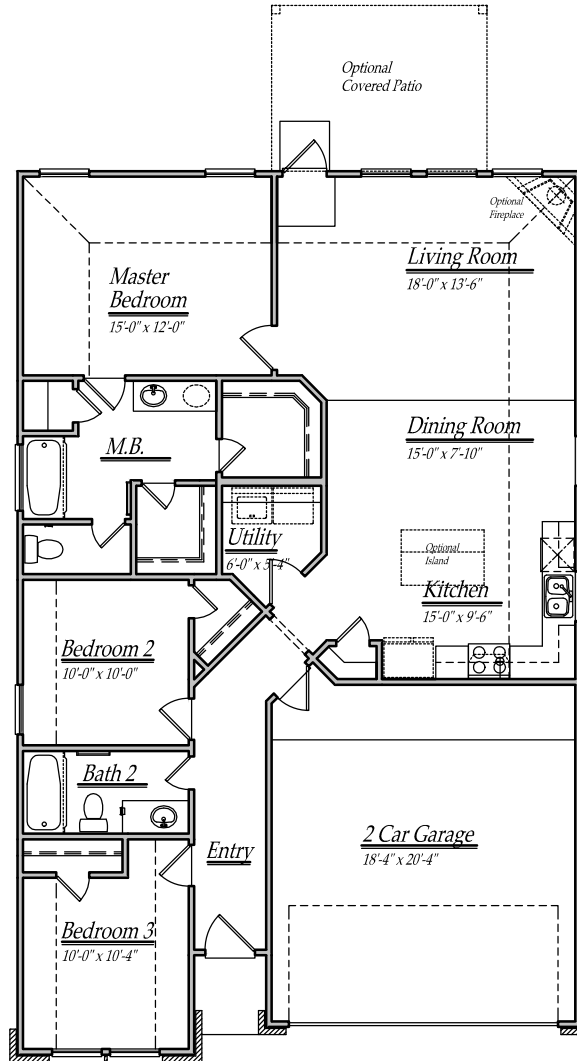 Optional
Covered Patio
Optional
Fireplace
Living Room
18'-0" x 13'-6"
Master
Bedroom
15'-0" x 12'-0"
Dining Room
15'-0" x 7'-10"
M.B.
Utility
6'-0" x 5'-4"
Optional
Island
Kitchen
15'-0" x 9'-6"
Bedroom 2
10'-0" x 10'-0"
Bath 2
Entry
2 Car Garage
18'-4" x 20'-4"
Bedroom 3
10'-0" x 10'-4"